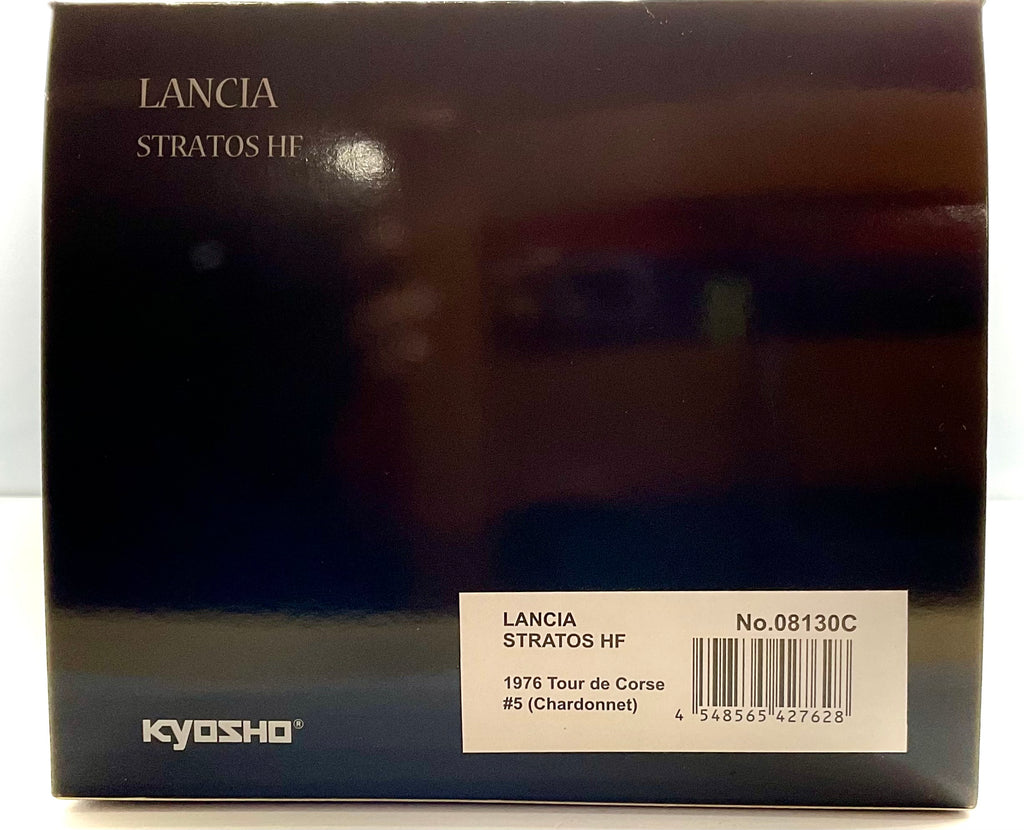 LANCIA
STRATOS HF
LANCIA
STRATOS HF
No.08130C
1976 Tour de Corse
#5 (Chardonnet)
4 548565 427628
KYOSHO®